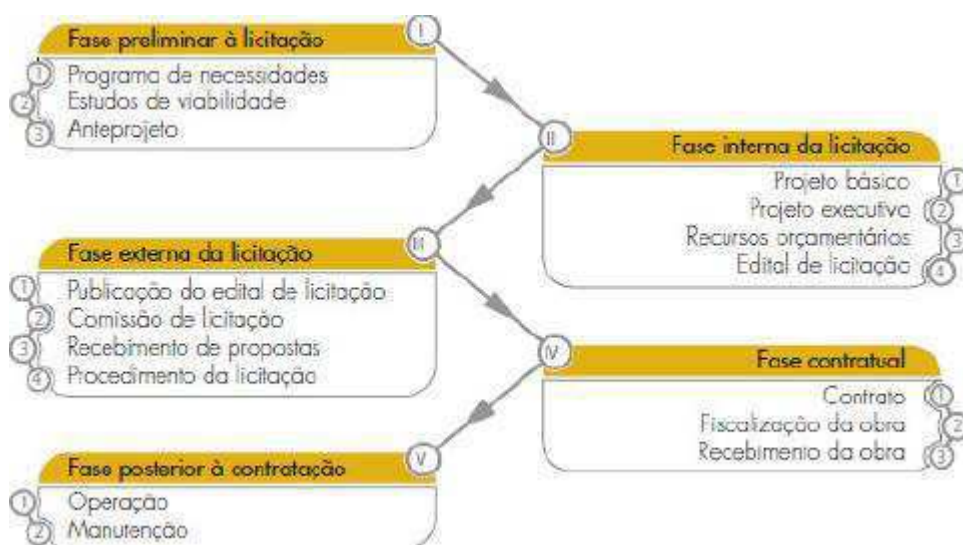 Fase preliminar à licitação
I
1 Programa de necessidades
2 Estudos de viabilidade
3 Anteprojeto
II
Fase interna da licitação
Projeto básico 1
Projeto executivo 2
Recursos orçamentários 3
Edital de licitação 4
Fase externa da licitação
III
1 Publicação do edital de licitação
2 Comissão de licitação
3 Recebimento de propostas
4 Procedimento da licitação
IV
Fase contratual
Contrato 1
Fiscalização da obra 2
Recebimento da obra 3
Fase posterior à contratação
V
1 Operação
2 Manutenção